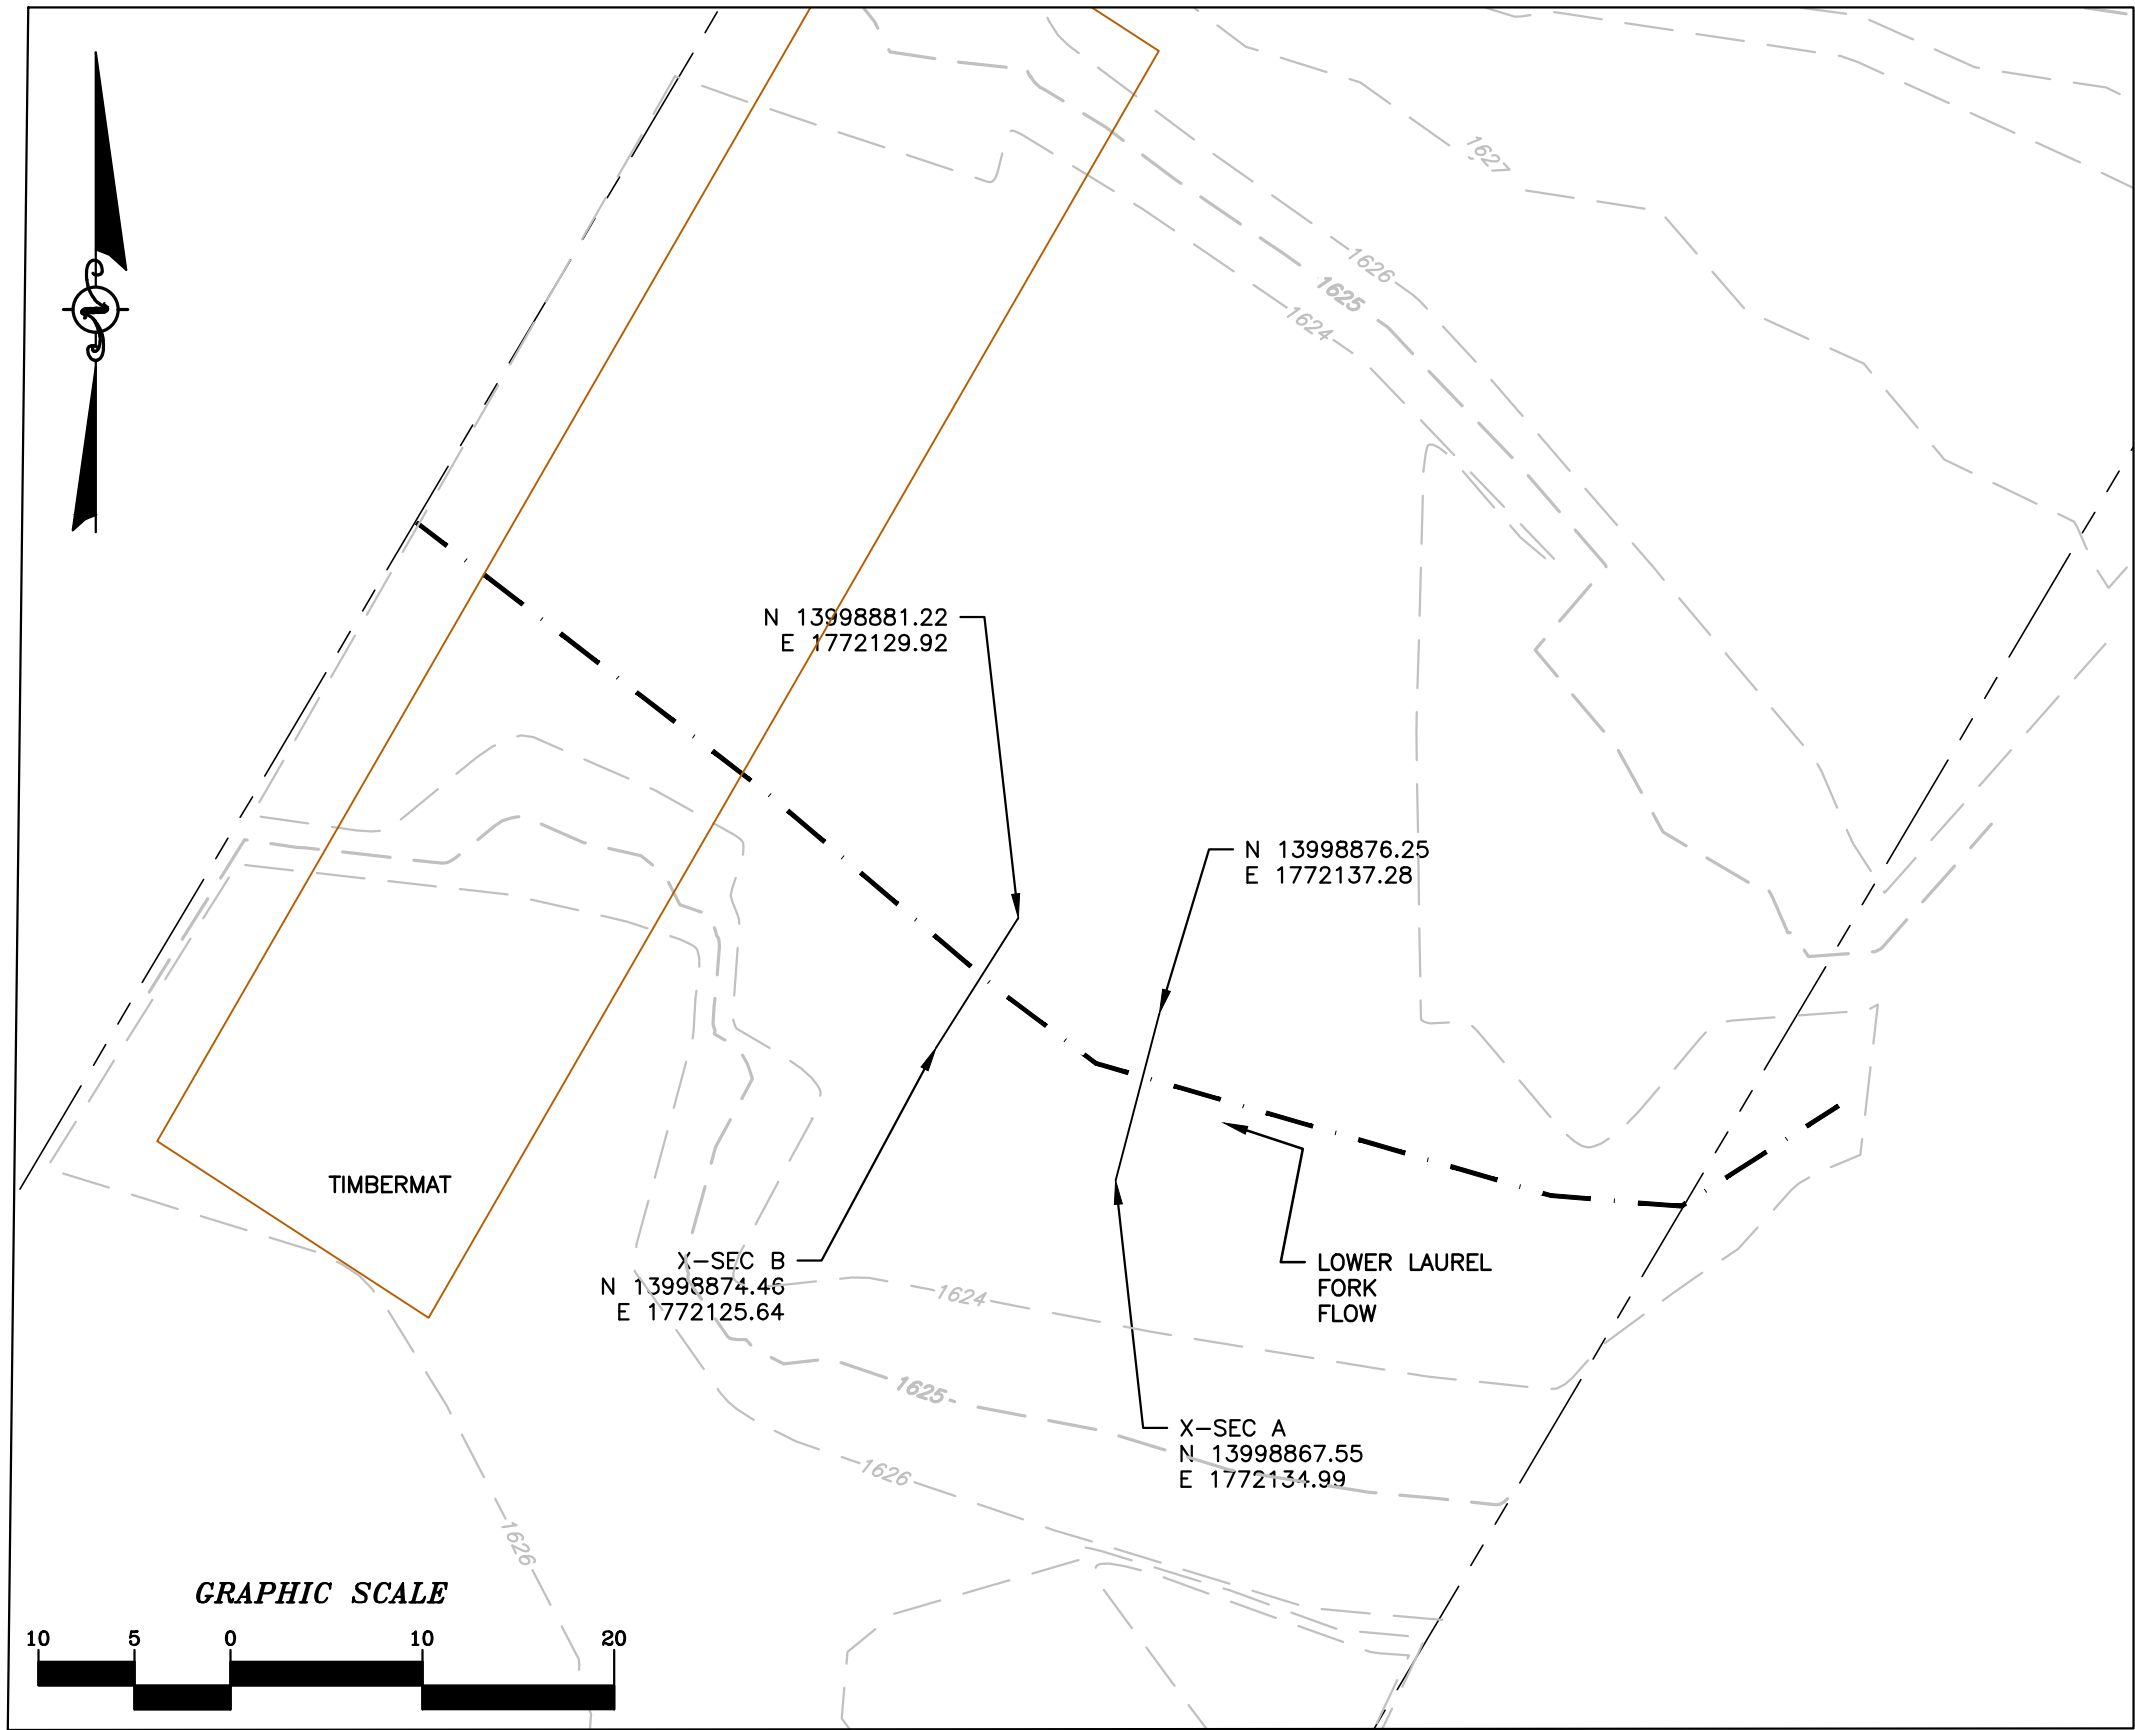 1627
1626
1625
1624
N 13998881.22
E 1772129.92
N 13998876.25
E 1772137.28
TIMBERMAT
X-SEC B
N 13998874.46
E 1772125.64
LOWER LAUREL
FORK
FLOW
1624
1625
X-SEC A
N 13998867.55
E 1772134.99
1626
1626
GRAPHIC SCALE
10 5 0 10 20
N